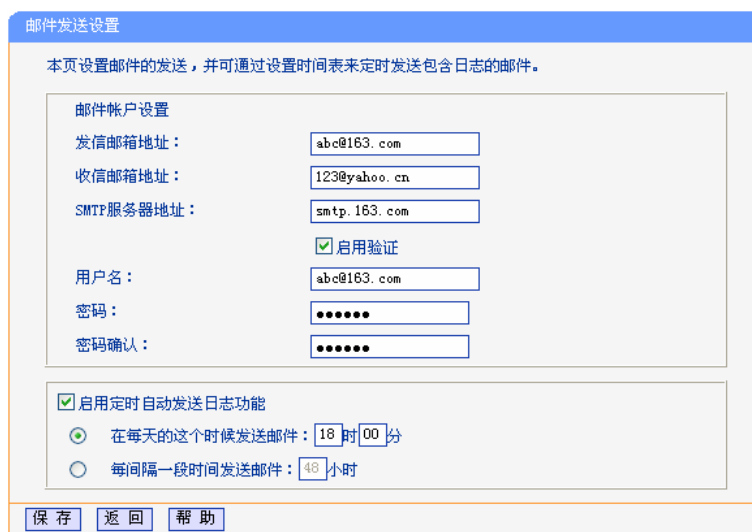 邮件发送设置
本页设置邮件的发送，并可通过设置时间表来定时发送包含日志的邮件。
邮件帐户设置
发信邮箱地址： abc@163.com
收信邮箱地址： 123@yahoo.cn
SMTP服务器地址： smtp.163.com
启用验证
用户名： abc@163.com
密码： ●●●●●●
密码确认： ●●●●●●
启用定时自动发送日志功能
在每天的这个时候发送邮件： 18 时 00 分
每间隔一段时间发送邮件： 48 小时
保 存 返 回 帮 助